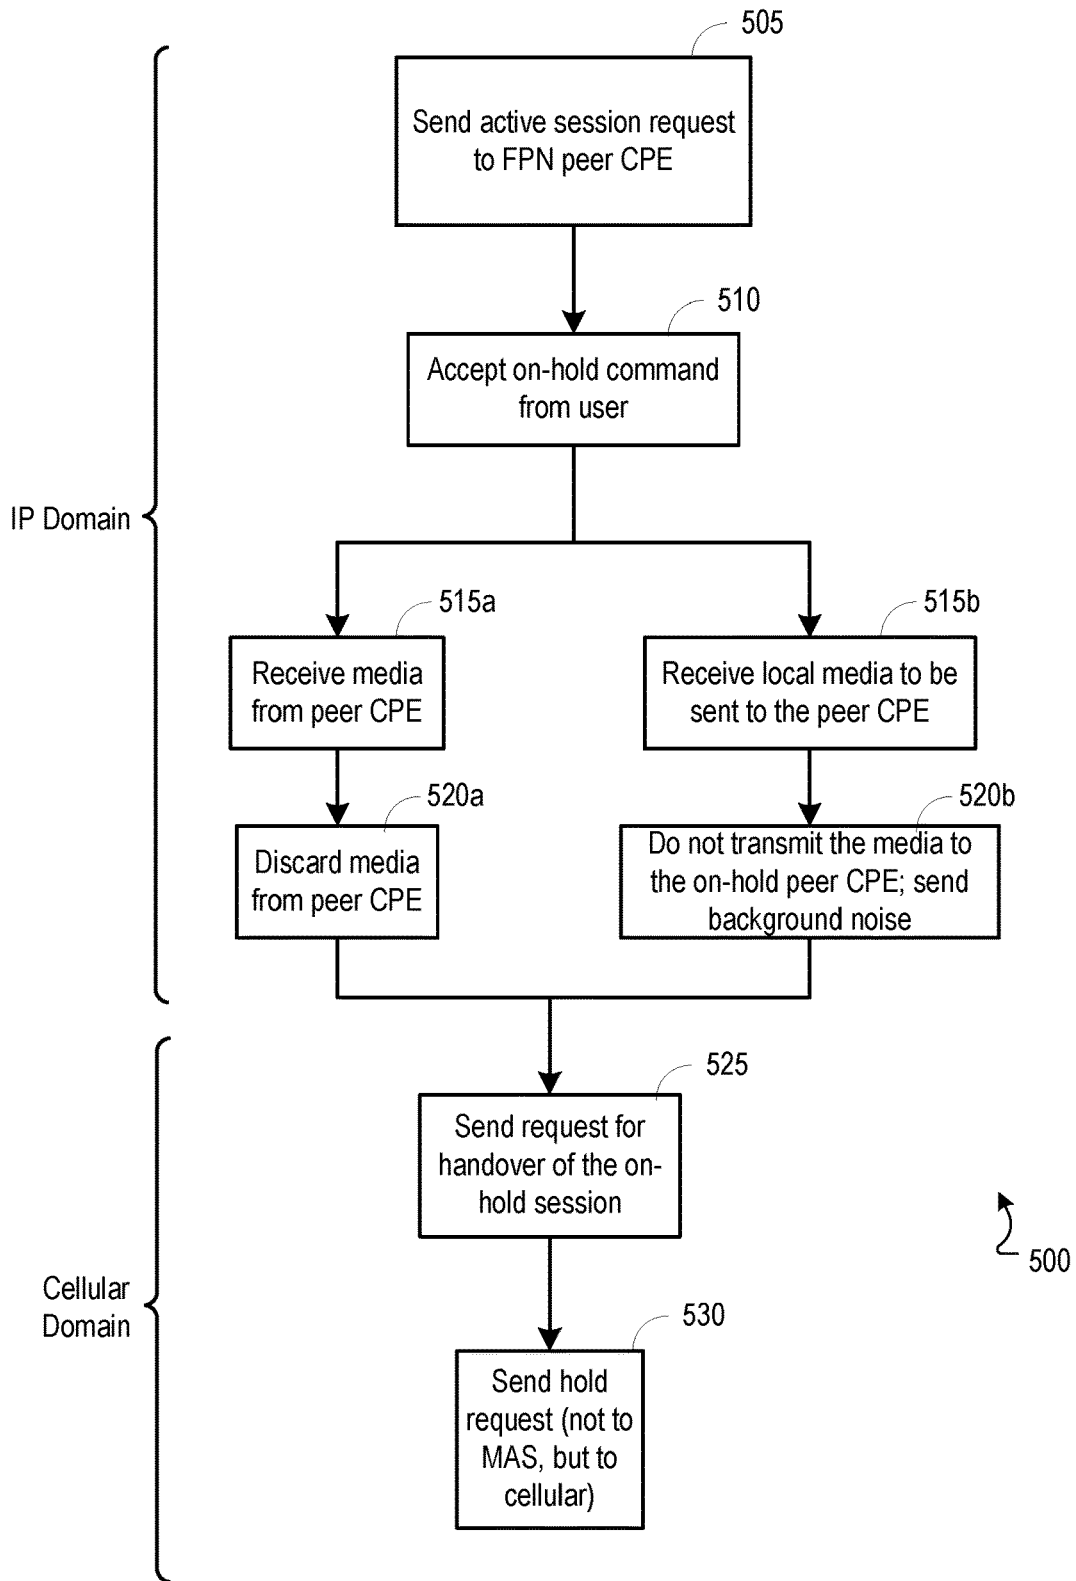 505
Send active session request
to FPN peer CPE
510
Accept on-hold command
from user
IP Domain
515a
515b
Receive media
from peer CPE
Receive local media to be
sent to the peer CPE
520a
520b
Discard media
from peer CPE
Do not transmit the media to
the on-hold peer CPE; send
background noise
525
Send request for
handover of the on-
hold session
500
Cellular
Domain
530
Send hold
request (not to
MAS, but to
cellular)